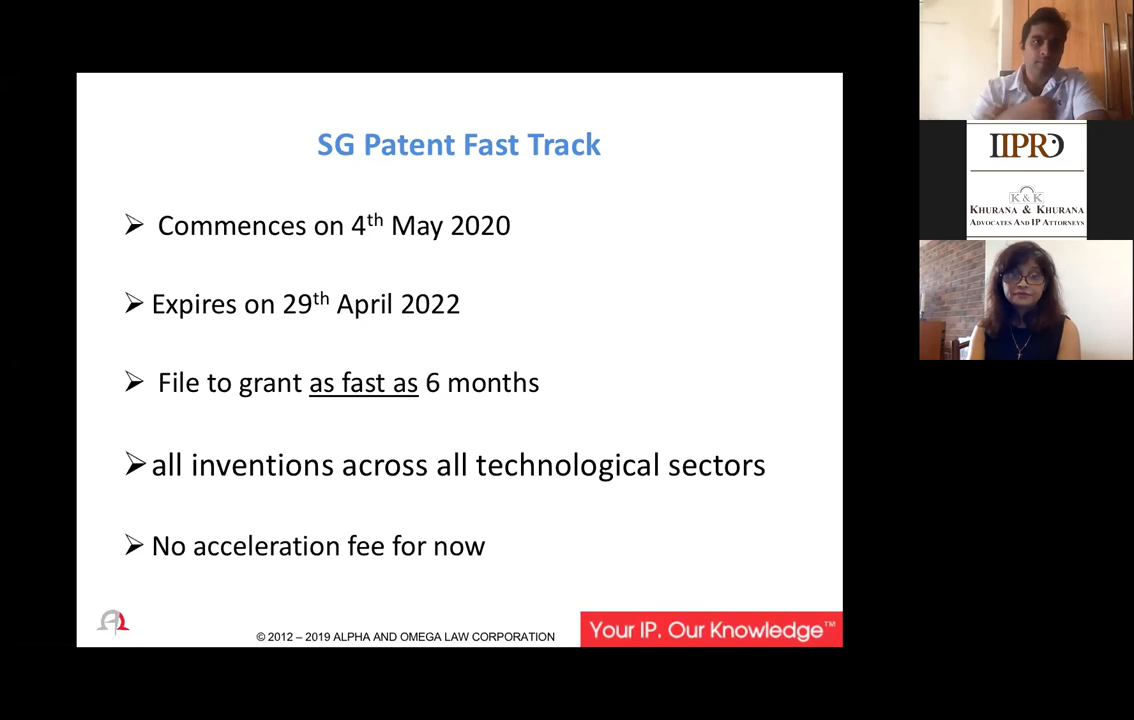 SG Patent Fast Track
➢ Commences on 4th May 2020
➢ Expires on 29th April 2022
➢ File to grant as fast as 6 months
➢ all inventions across all technological sectors
➢ No acceleration fee for now
© 2012 – 2019 ALPHA AND OMEGA LAW CORPORATION
Your IP. Our Knowledge™
IIPRD
K&K
KHURANA & KHURANA
ADVOCATES AND IP ATTORNEYS